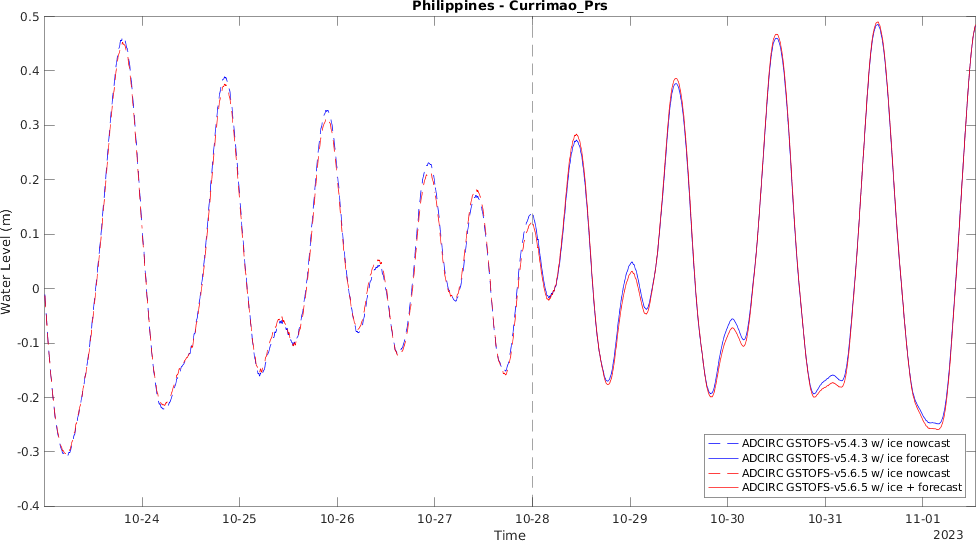 Philippines - Currimao_Prs
Water Level (m)
0.5
0.4
0.3
0.2
0.1
0
-0.1
-0.2
-0.3
-0.4
ADCIRC GSTOFS-v5.4.3 w/ ice nowcast
ADCIRC GSTOFS-v5.4.3 w/ ice forecast
ADCIRC GSTOFS-v5.6.5 w/ ice nowcast
ADCIRC GSTOFS-v5.6.5 w/ ice + forecast
10-24 10-25 10-26 10-27 10-28 10-29 10-30 10-31 11-01
Time
2023